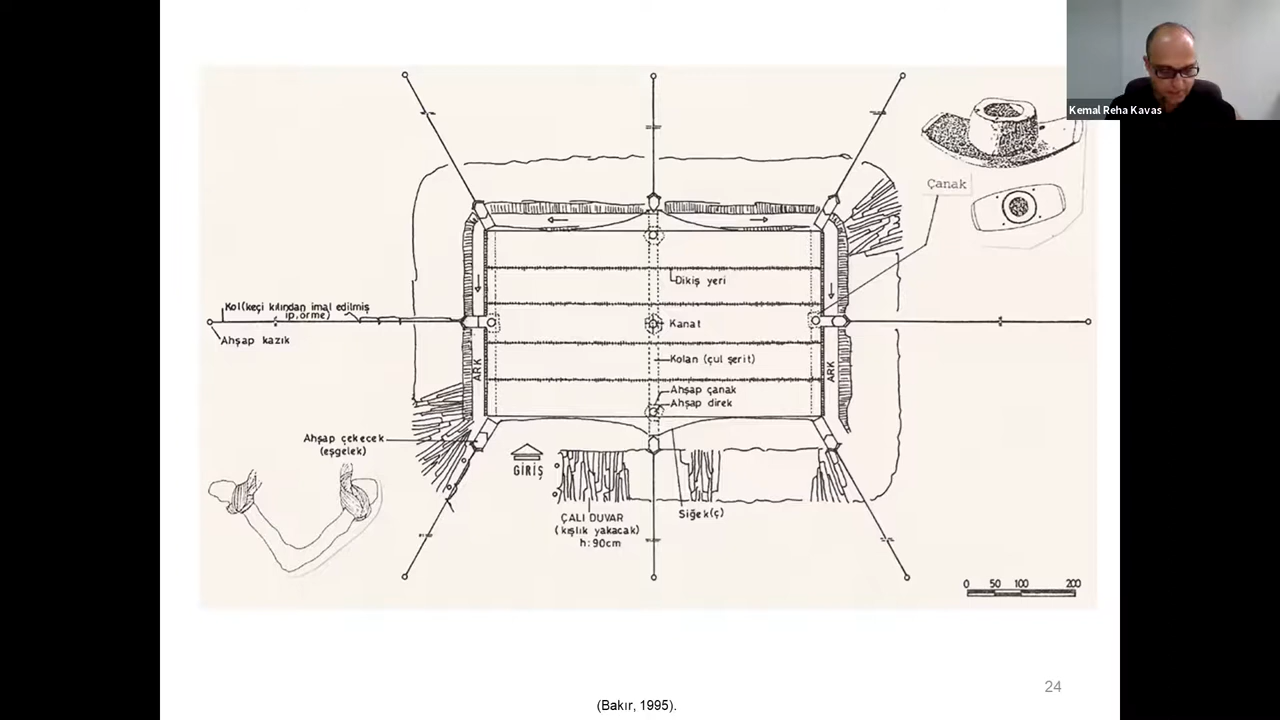 Kemal Reha Kavas
Çanak
Dikiş yeri
Kol(keçi kılından imal edilmiş
ip,örme)
Kanat
Ahşap kazık
Kolan (çul şerit)
ARK
ARK
Ahşap çanak
Ahşap direk
Ahşap çekecek
(eşgelek)
GİRİŞ
ÇALI DUVAR
(kışlık yakacak)
h:90cm
Siğek(ç)
0 50 100 200
24
(Bakır, 1995).